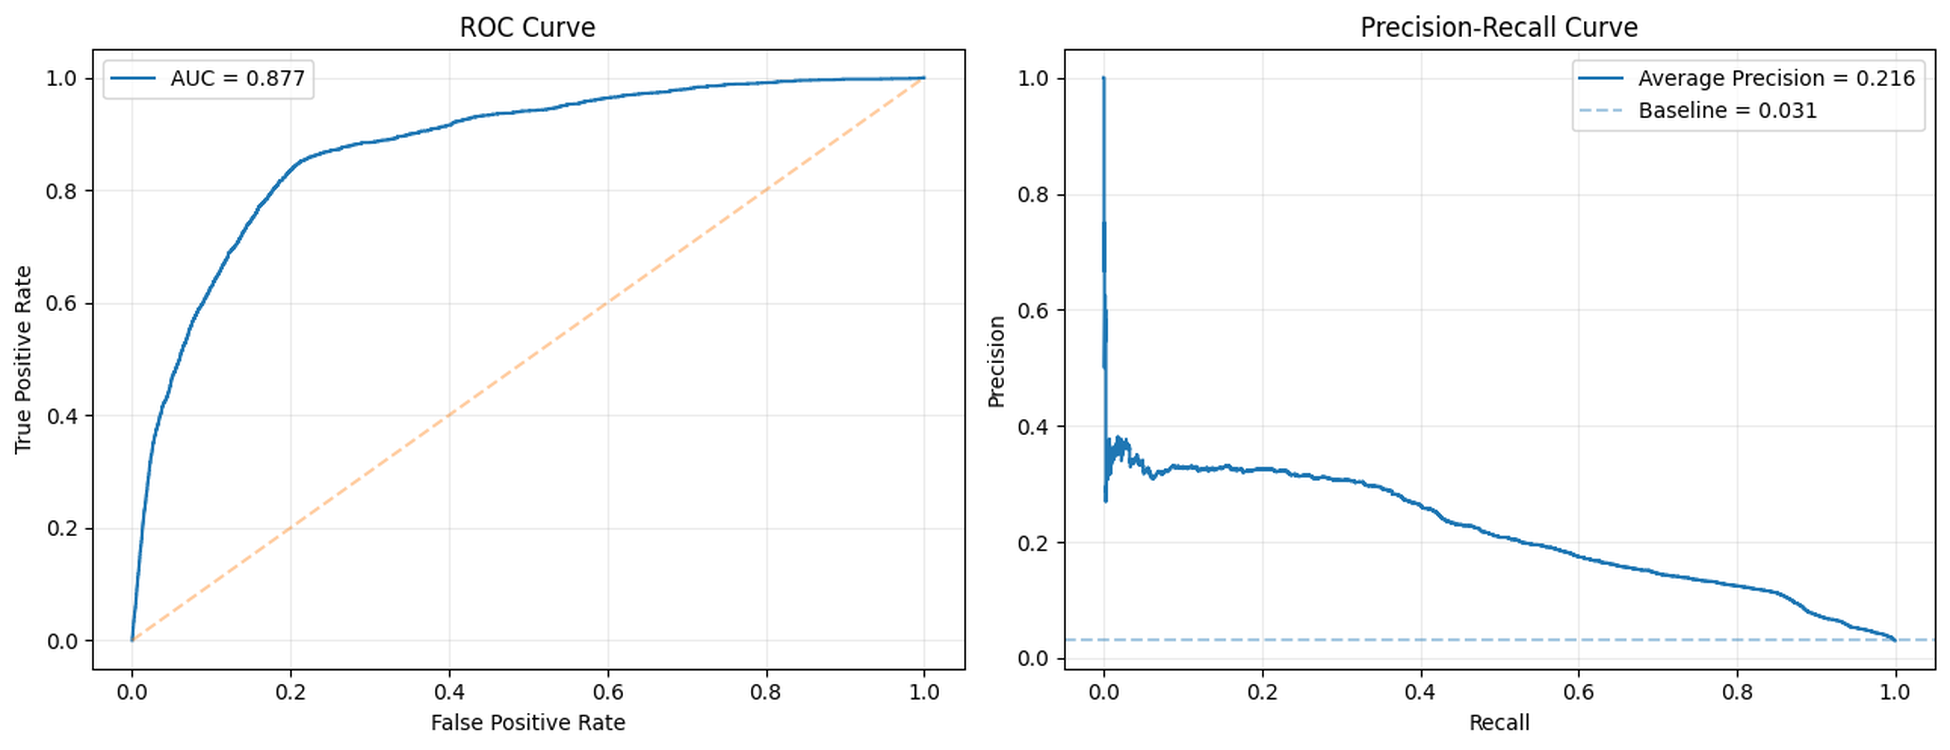 ROC Curve
AUC = 0.877
1.0
0.8
0.6
0.4
0.2
0.0
True Positive Rate
0.0 0.2 0.4 0.6 0.8 1.0
False Positive Rate
Precision-Recall Curve
Average Precision = 0.216
Baseline = 0.031
1.0
0.8
0.6
0.4
0.2
0.0
Precision
0.0 0.2 0.4 0.6 0.8 1.0
Recall